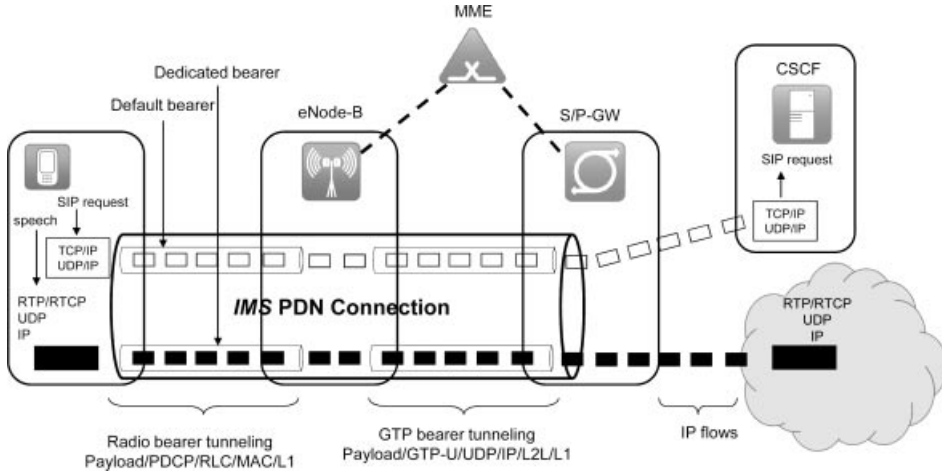 MME
Dedicated bearer
CSCF
Default bearer
eNode-B
S/P-GW
SIP request
SIP request
speech
TCP/IP
UDP/IP
TCP/IP
UDP/IP
IMS PDN Connection
RTP/RTCP
UDP
IP
RTP/RTCP
UDP
IP
Radio bearer tunneling
Payload/PDCP/RLC/MAC/L1
GTP bearer tunneling
Payload/GTP-U/UDP/IP/L2L/L1
IP flows